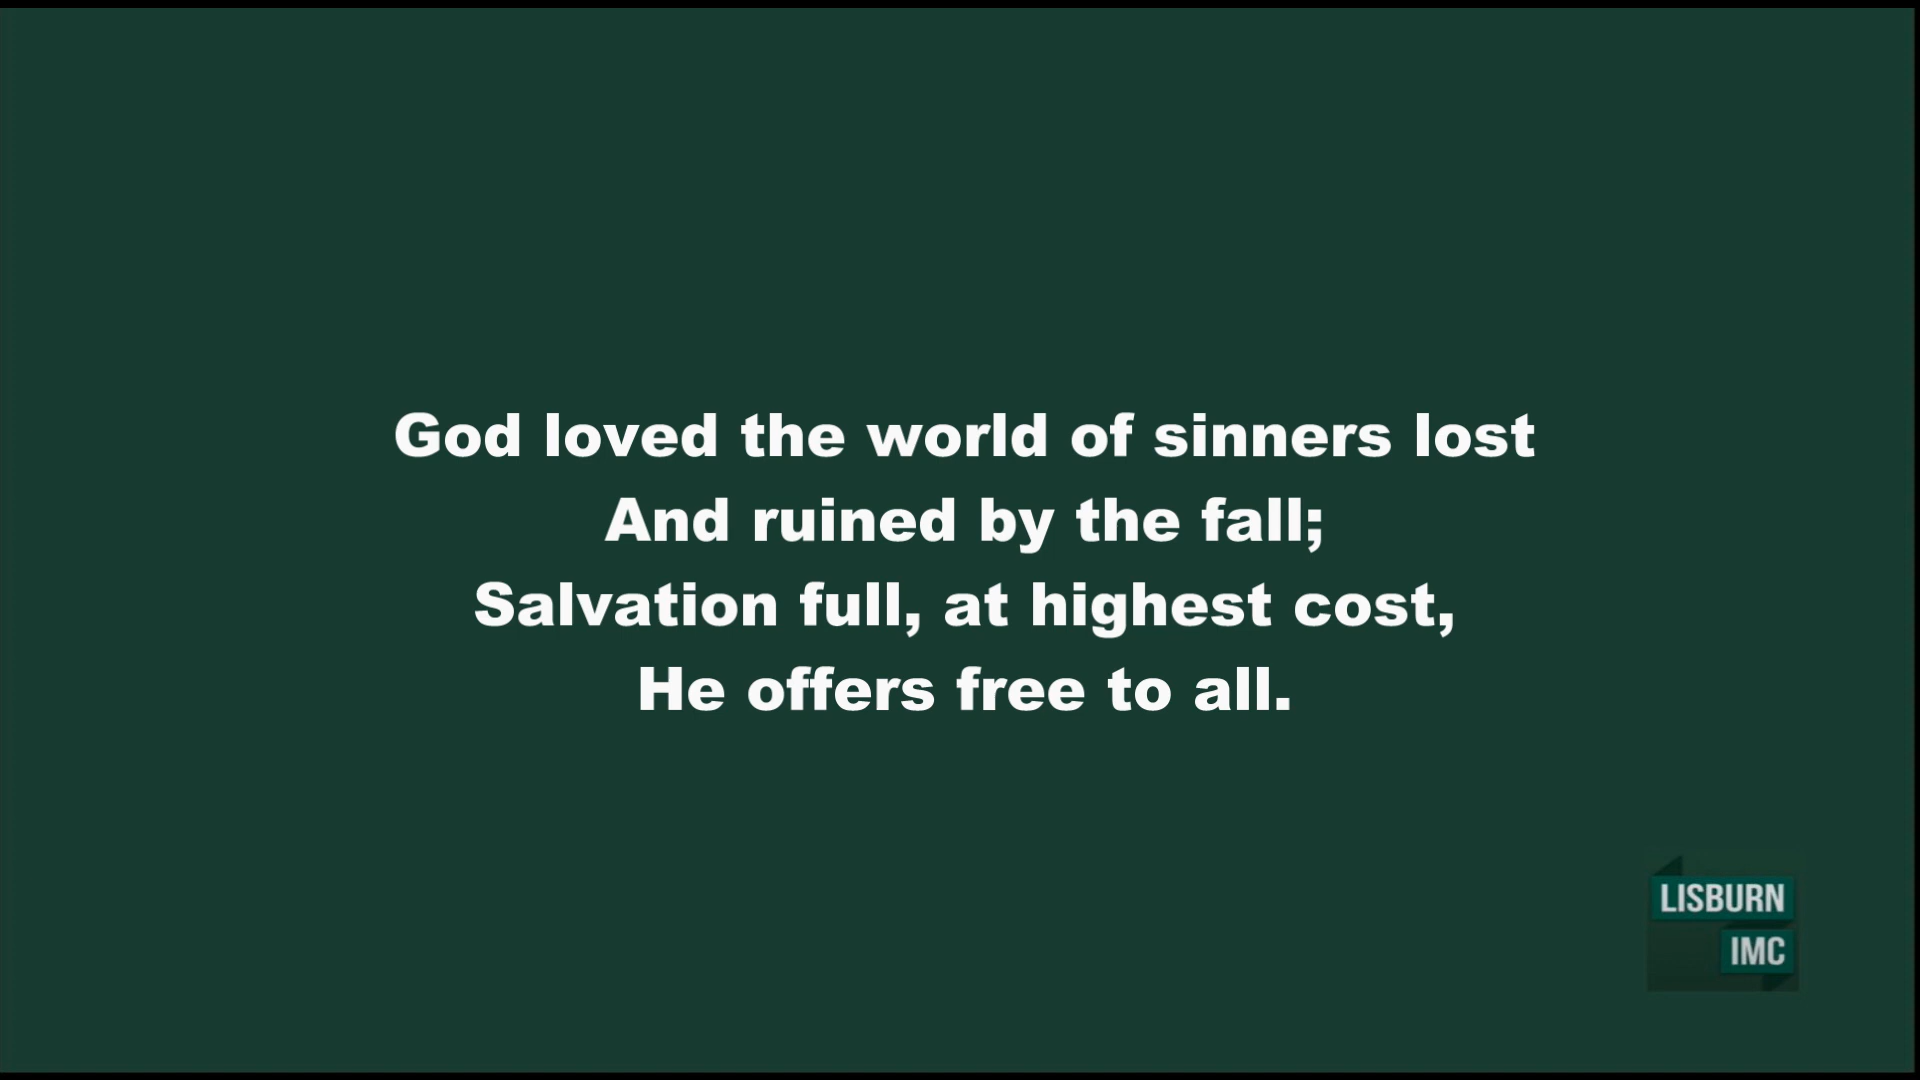 God loved the world of sinners lost
And ruined by the fall;
Salvation full, at highest cost,
He offers free to all.
LISBURN
IMC